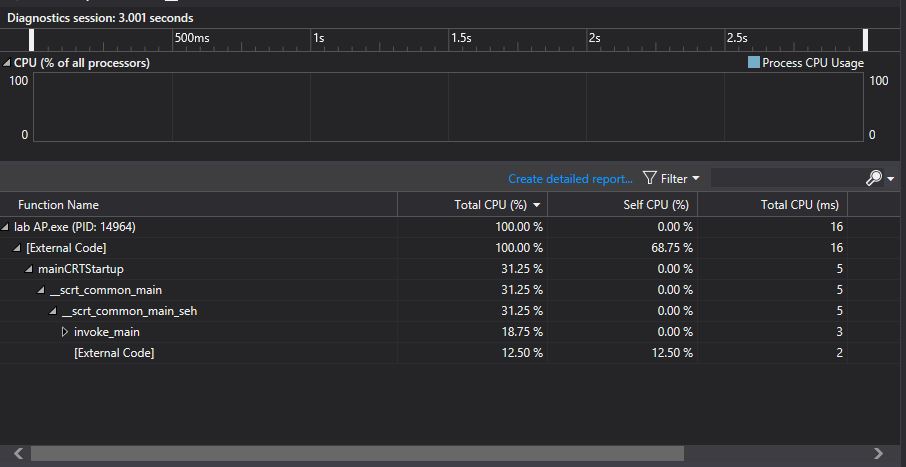 Diagnostics session: 3.001 seconds
500ms 1s 1.5s 2s 2.5s
CPU (% of all processors) Process CPU Usage
100 100
0 0
Create detailed report... Filter
Function Name Total CPU (%) Self CPU (%) Total CPU (ms)
lab AP.exe (PID: 14964) 100.00 % 0.00 % 16
[External Code] 100.00 % 68.75 % 16
mainCRTStartup 31.25 % 0.00 % 5
__scrt_common_main 31.25 % 0.00 % 5
__scrt_common_main_seh 31.25 % 0.00 % 5
invoke_main 18.75 % 0.00 % 3
[External Code] 12.50 % 12.50 % 2